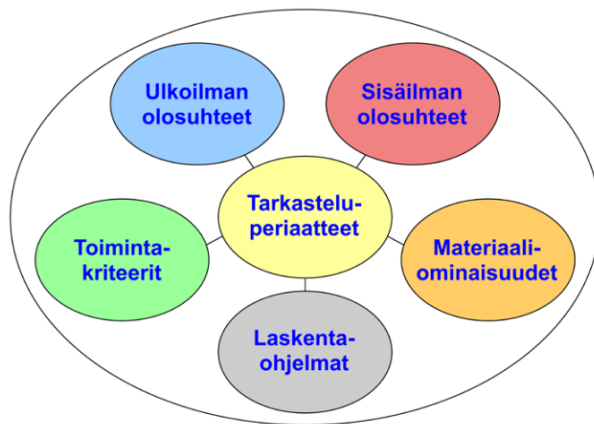 Ulkoilman
olosuhteet
Sisäilman
olosuhteet
Tarkastelu-
periaatteet
Toiminta-
kriteerit
Materiaali-
ominaisuudet
Laskenta-
ohjelmat